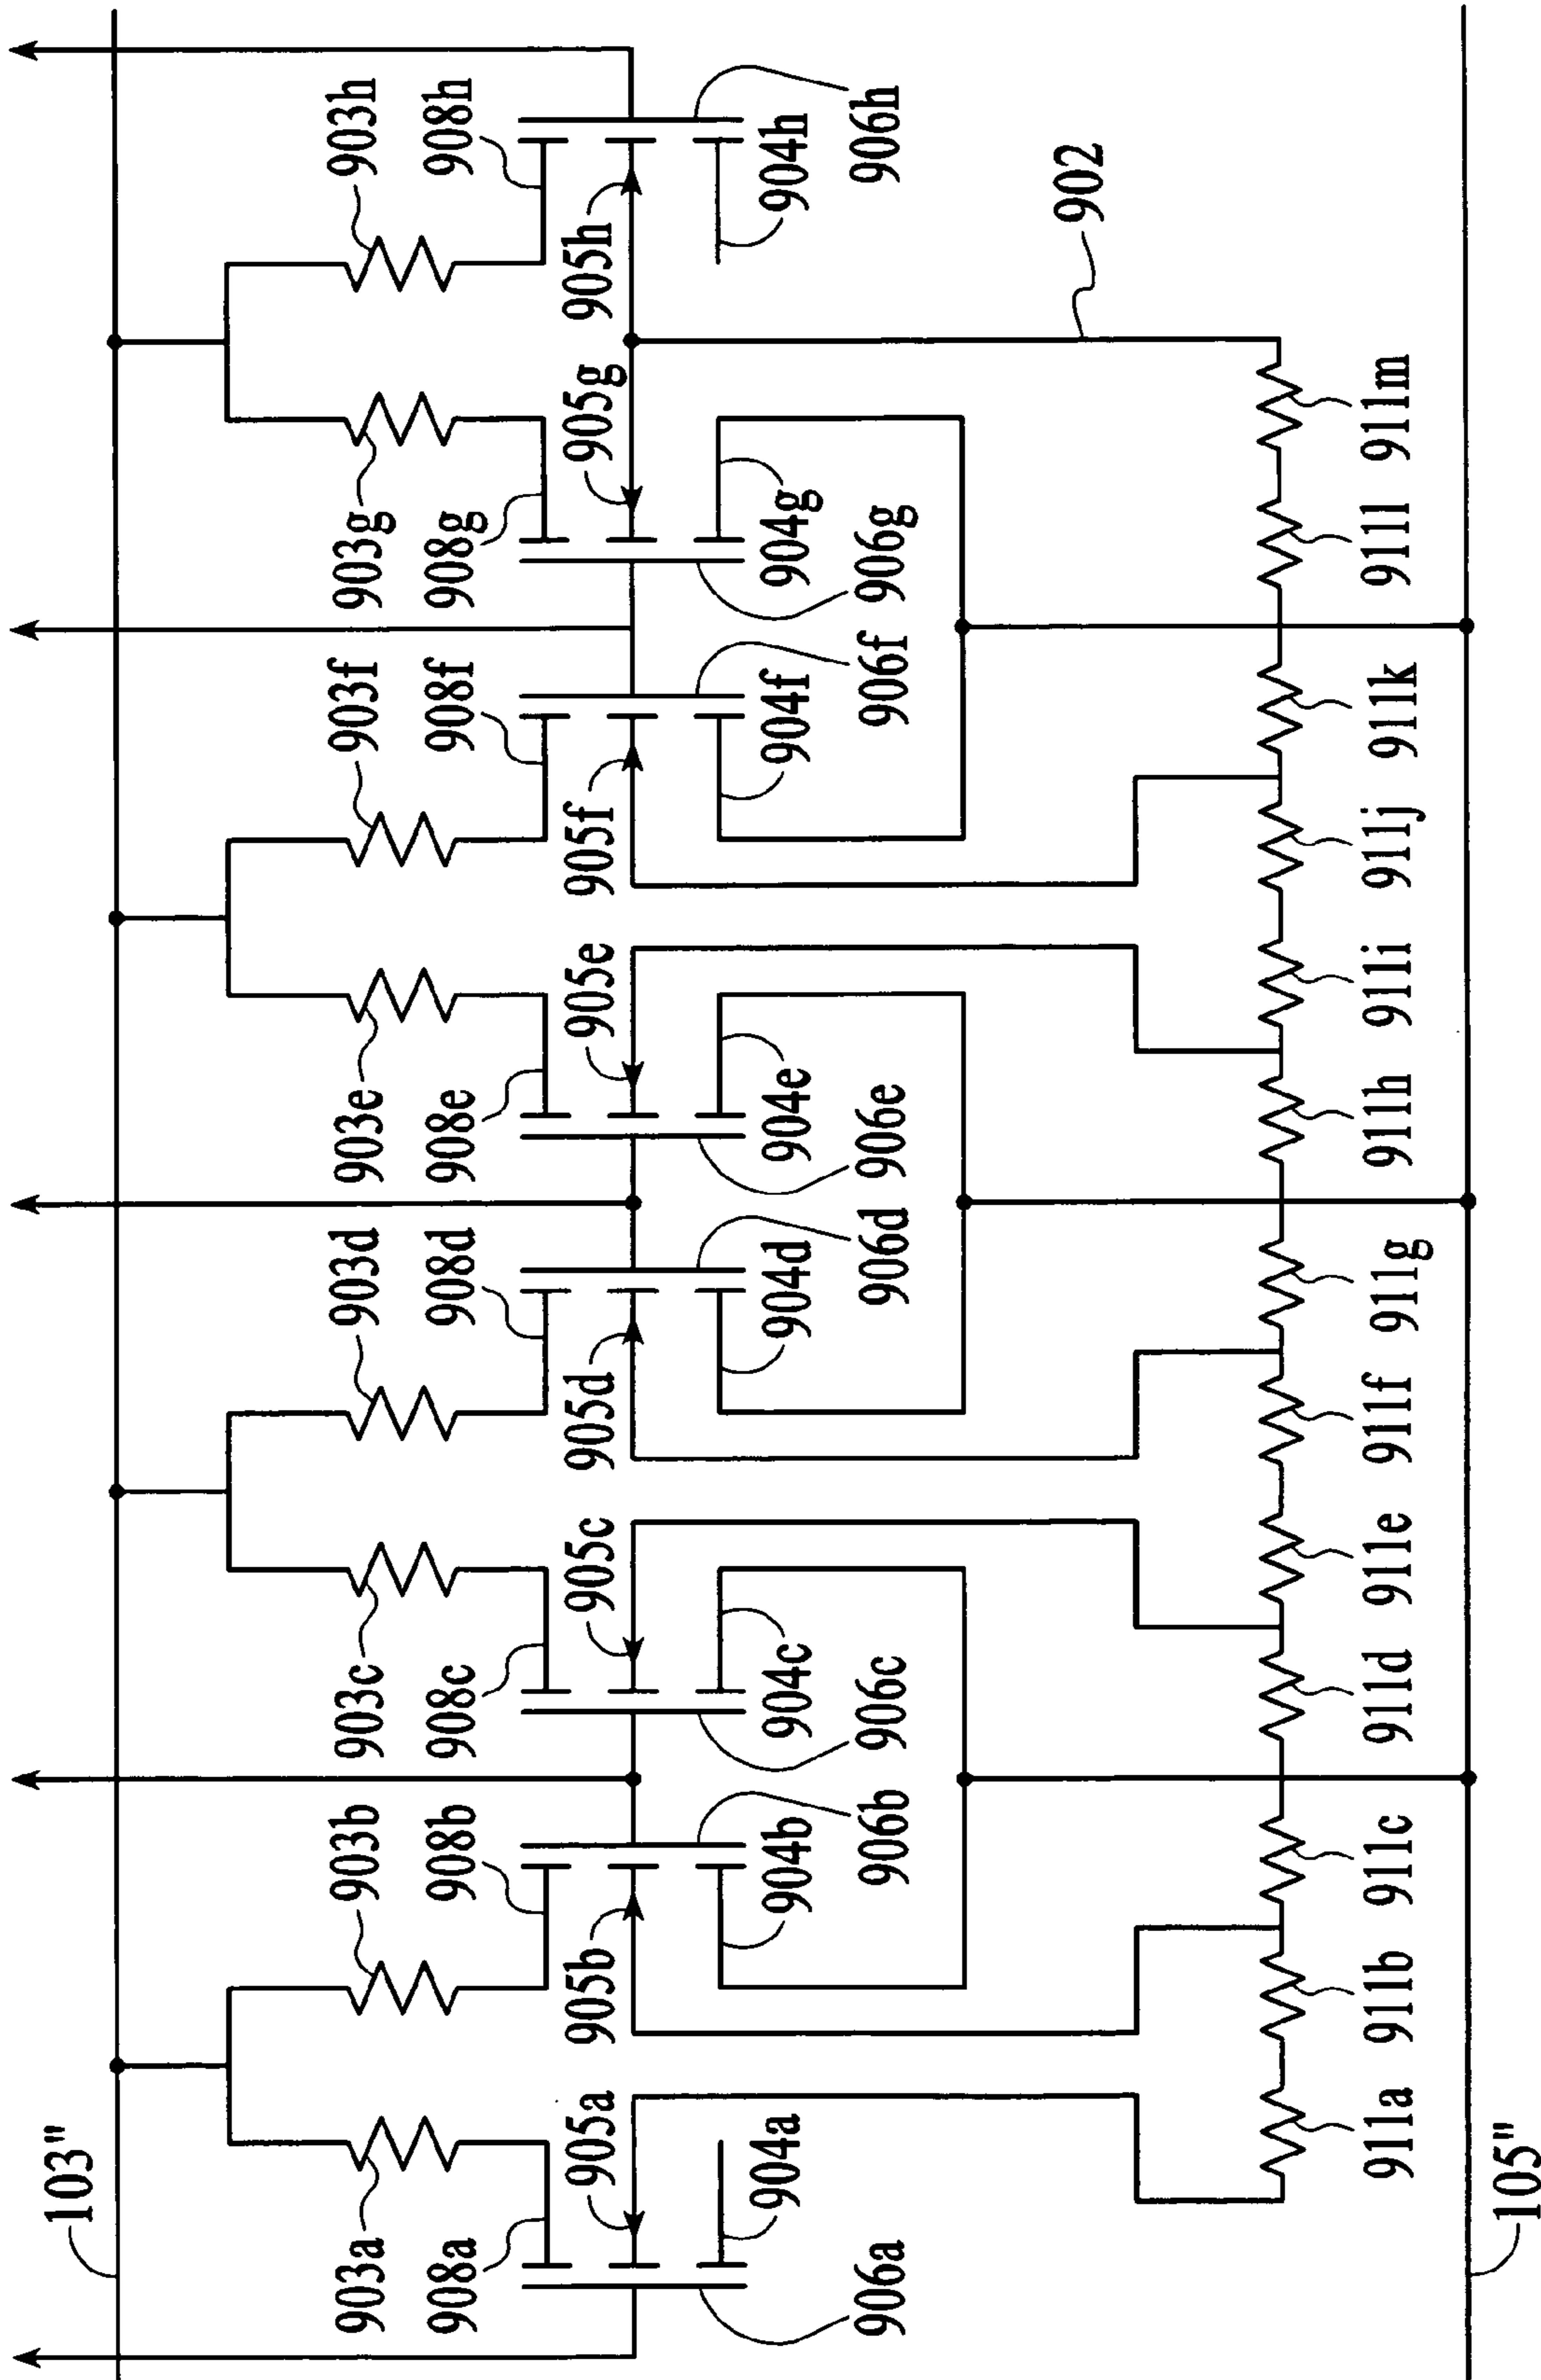 103"
903a
903b
903c
903d
903e
903f
903g
903h
908a
908b
908c
908d
908e
908f
908g
908h
905a
905b
905c
905d
905e
905f
905g
905h
904a
904b
904c
904d
904e
904f
904g
904h
906a
906b
906c
906d
906e
906f
906g
906h
902
911a
911b
911c
911d
911e
911f
911g
911h
911i
911j
911k
911l
911m
105"